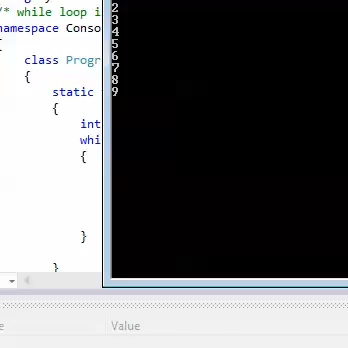 /* while loop i
namespace Conso
{
class Progr
{
static
{
int
whi
{
}
}
2
3
4
5
6
7
8
9
Value